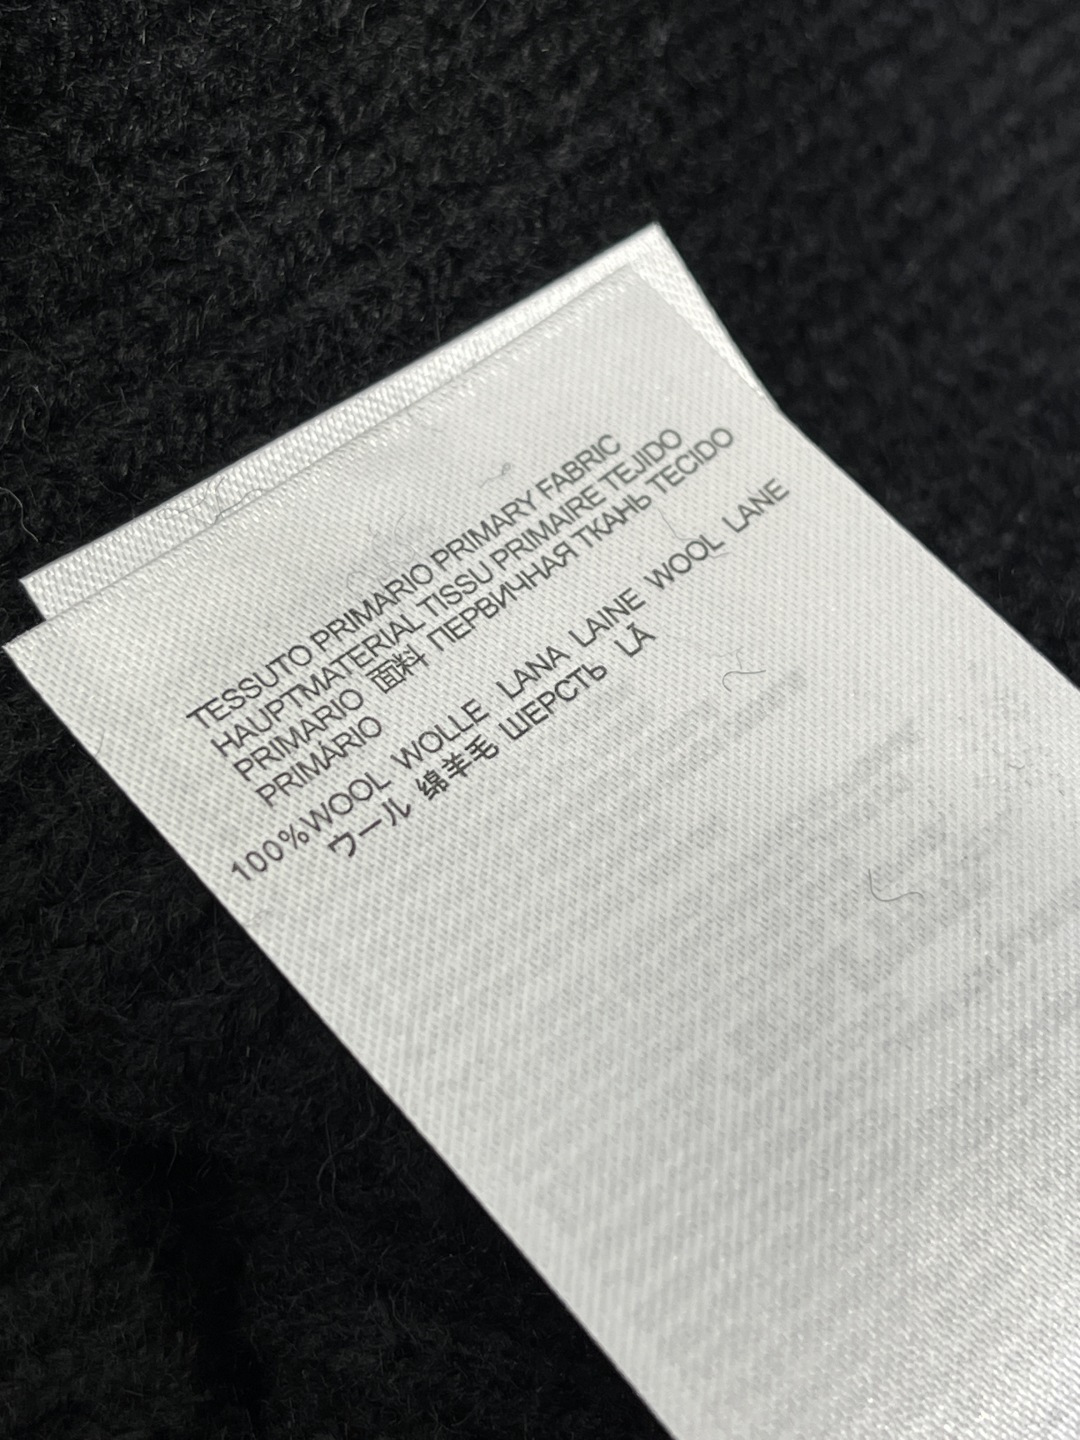 TESSUTO PRIMARIO PRIMARY FABRIC
HAUPTMATERIAL TISSU PRIMAIRE TEJIDO
PRIMARIO 面料 ПЕРВИЧНАЯ ТКАНЬ TECIDO
PRIMÁRIO
100%WOOL WOLLE LANA LAINE WOOL LANE
ウール 绵羊毛 ШЕРСТЬ LÃ